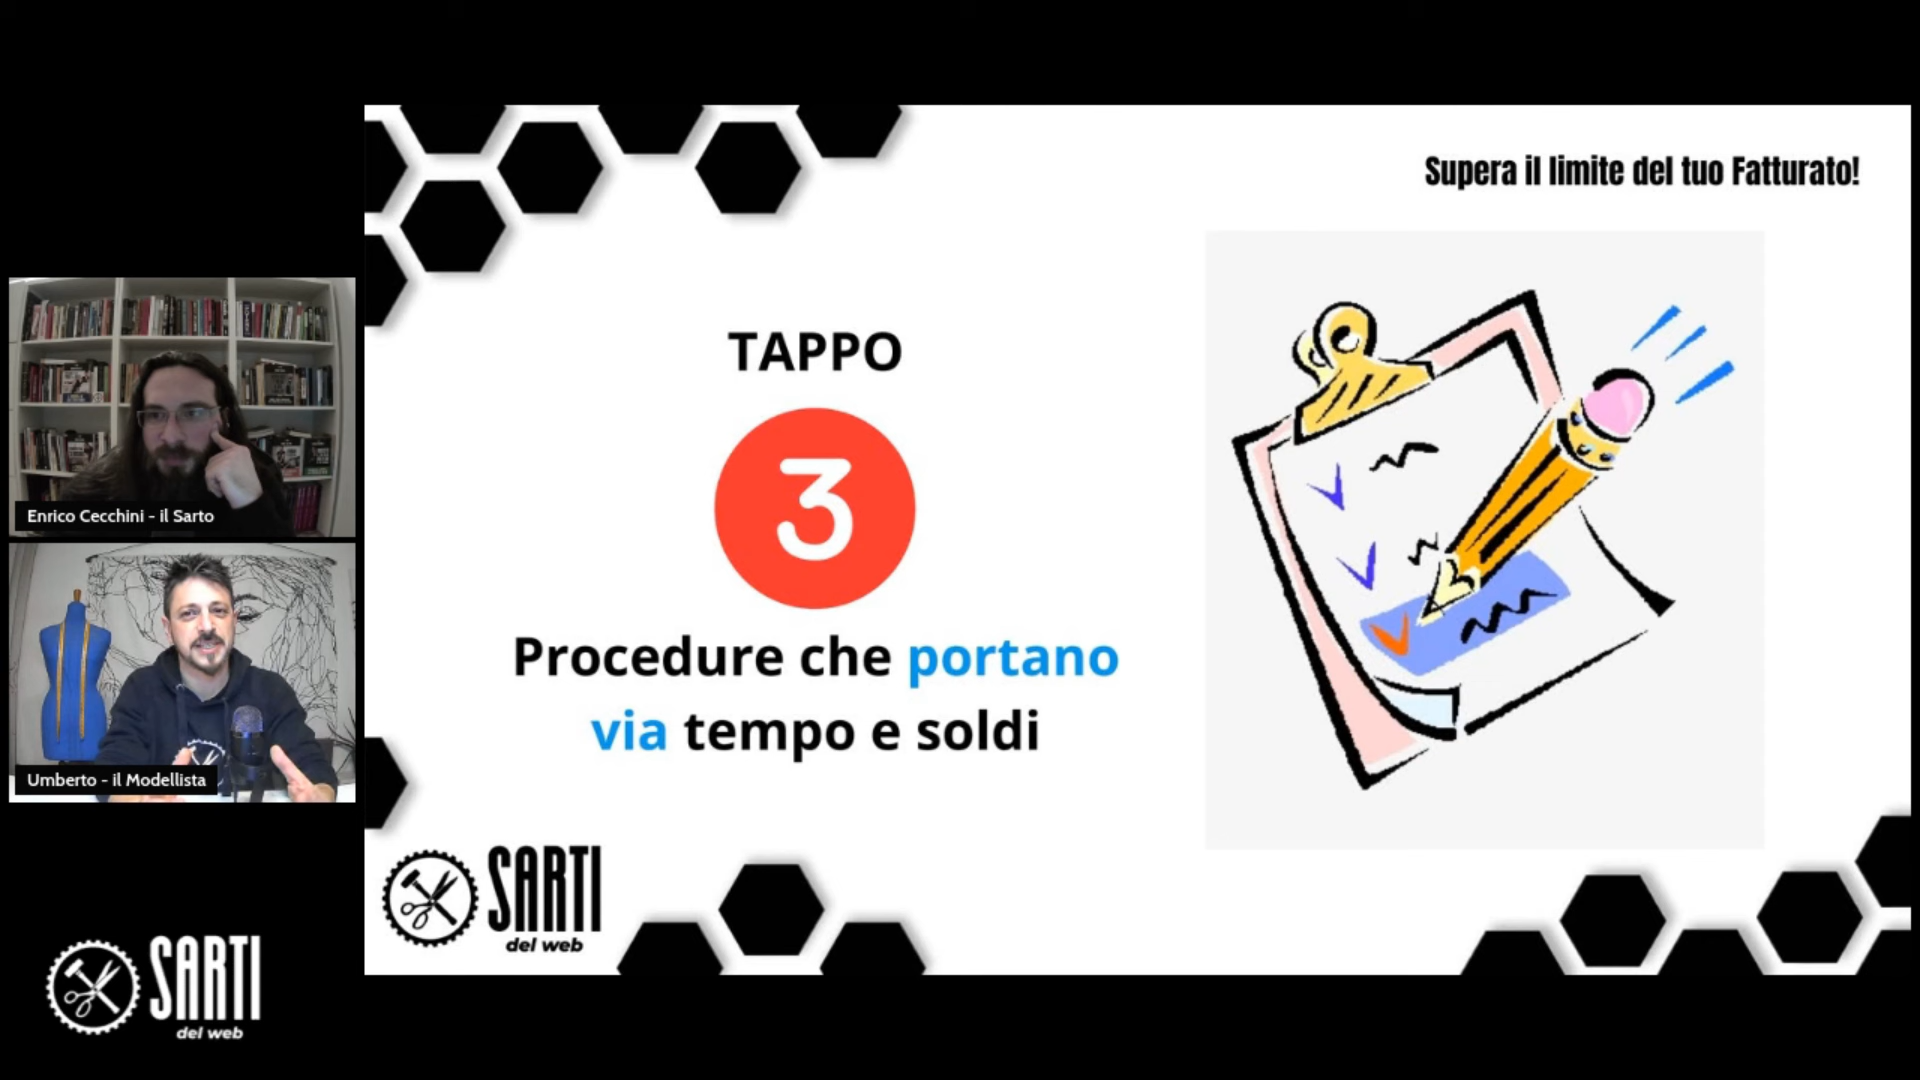 Supera il limite del tuo Fatturato!
TAPPO
3
Procedure che portano
via tempo e soldi
Enrico Cecchini - il Sarto
Umberto - il Modellista
SARTI
del web
SARTI
del web